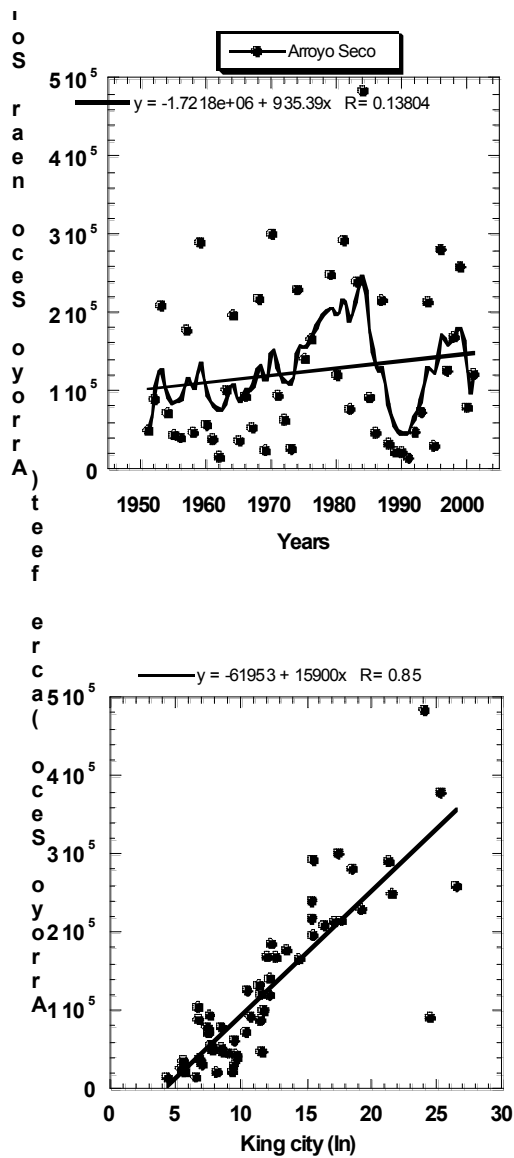 Arroyo Seco
y = -1.7218e+06 + 935.39x R= 0.13804
Arroyo Seco near Sol
5 10⁵
4 10⁵
3 10⁵
2 10⁵
1 10⁵
0
1950 1960 1970 1980 1990 2000
Years
y = -61953 + 15900x R= 0.85
Arroyo Seco (acre feet)
5 10⁵
4 10⁵
3 10⁵
2 10⁵
1 10⁵
0
0 5 10 15 20 25 30
King city (In)